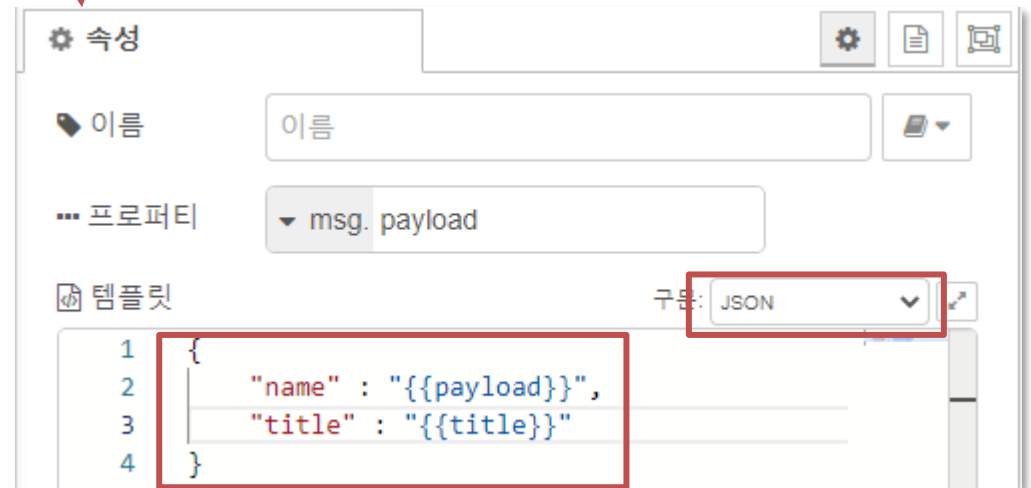 속성
이름 이름
프로퍼티 msg. payload
템플릿 구문: JSON
1 {
2 "name" : "{{payload}}",
3 "title" : "{{title}}"
4 }